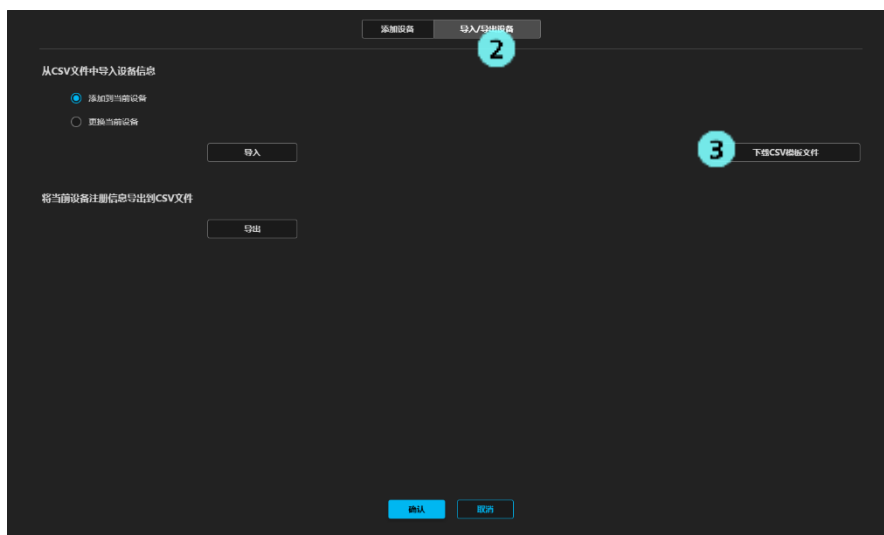 添加设备 导入/导出设备
2
从CSV文件中导入设备信息
添加到当前设备
更换当前设备
导入 3 下载CSV模板文件
将当前设备注册信息导出到CSV文件
导出
确认 取消